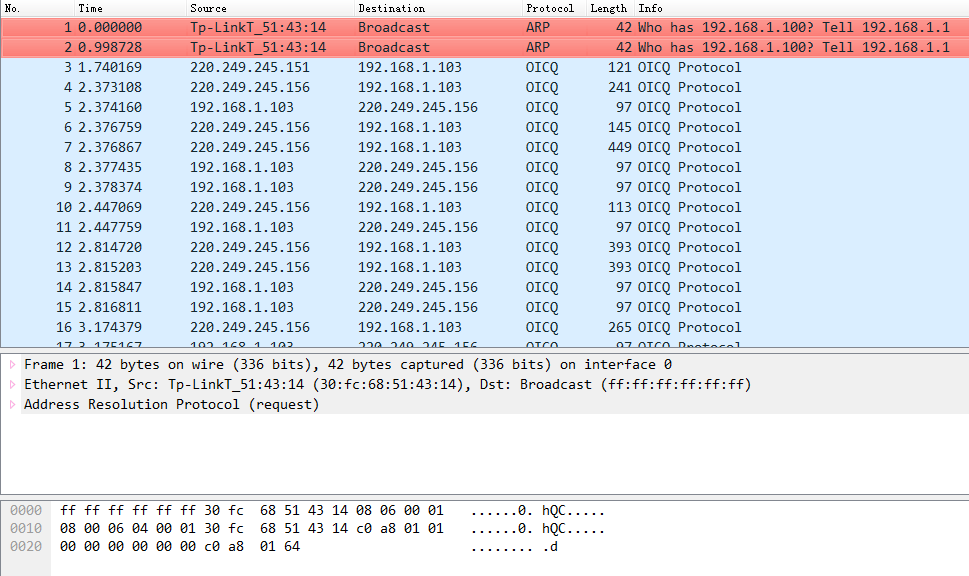 No. Time Source Destination Protocol Length Info
1 0.000000 Tp-LinkT_51:43:14 Broadcast ARP 42 Who has 192.168.1.100? Tell 192.168.1.1
2 0.998728 Tp-LinkT_51:43:14 Broadcast ARP 42 Who has 192.168.1.100? Tell 192.168.1.1
3 1.740169 220.249.245.151 192.168.1.103 OICQ 121 OICQ Protocol
4 2.373108 220.249.245.156 192.168.1.103 OICQ 241 OICQ Protocol
5 2.374160 192.168.1.103 220.249.245.156 OICQ 97 OICQ Protocol
6 2.376759 220.249.245.156 192.168.1.103 OICQ 145 OICQ Protocol
7 2.376867 220.249.245.156 192.168.1.103 OICQ 449 OICQ Protocol
8 2.377435 192.168.1.103 220.249.245.156 OICQ 97 OICQ Protocol
9 2.378374 192.168.1.103 220.249.245.156 OICQ 97 OICQ Protocol
10 2.447069 220.249.245.156 192.168.1.103 OICQ 113 OICQ Protocol
11 2.447759 192.168.1.103 220.249.245.156 OICQ 97 OICQ Protocol
12 2.814720 220.249.245.156 192.168.1.103 OICQ 393 OICQ Protocol
13 2.815203 220.249.245.156 192.168.1.103 OICQ 393 OICQ Protocol
14 2.815847 192.168.1.103 220.249.245.156 OICQ 97 OICQ Protocol
15 2.816811 192.168.1.103 220.249.245.156 OICQ 97 OICQ Protocol
16 3.174379 220.249.245.156 192.168.1.103 OICQ 265 OICQ Protocol
Frame 1: 42 bytes on wire (336 bits), 42 bytes captured (336 bits) on interface 0
Ethernet II, Src: Tp-LinkT_51:43:14 (30:fc:68:51:43:14), Dst: Broadcast (ff:ff:ff:ff:ff:ff)
Address Resolution Protocol (request)
0000 ff ff ff ff ff ff 30 fc 68 51 43 14 08 06 00 01 ......0. hQC.....
0010 08 00 06 04 00 01 30 fc 68 51 43 14 c0 a8 01 01 ......0. hQC.....
0020 00 00 00 00 00 00 c0 a8 01 64 ........ .d